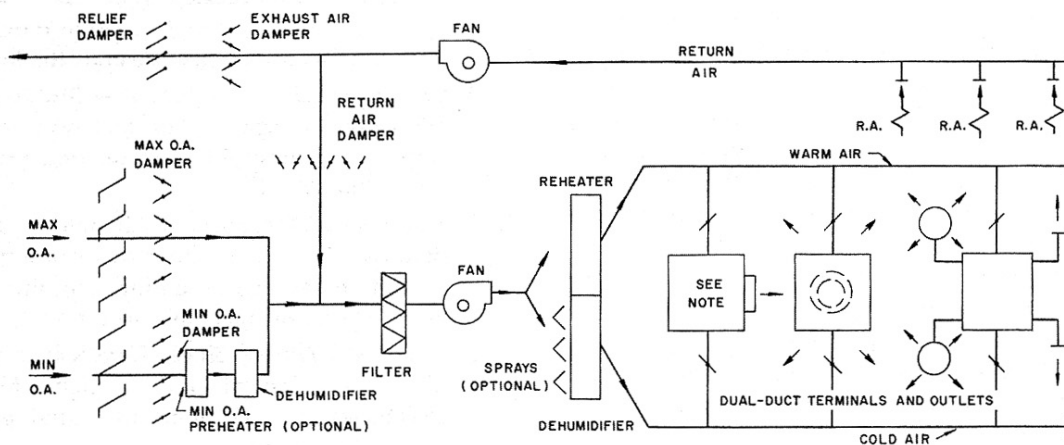 RELIEF
DAMPER
EXHAUST AIR
DAMPER
FAN
RETURN
AIR
RETURN
AIR
DAMPER
R.A.
R.A.
R.A.
MAX O.A.
DAMPER
WARM AIR
REHEATER
MAX
O.A.
FAN
SEE
NOTE
MIN O.A.
DAMPER
MIN
O.A.
FILTER
SPRAYS
(OPTIONAL)
DEHUMIDIFIER
MIN O.A.
PREHEATER (OPTIONAL)
DUAL-DUCT TERMINALS AND OUTLETS
DEHUMIDIFIER
COLD AIR